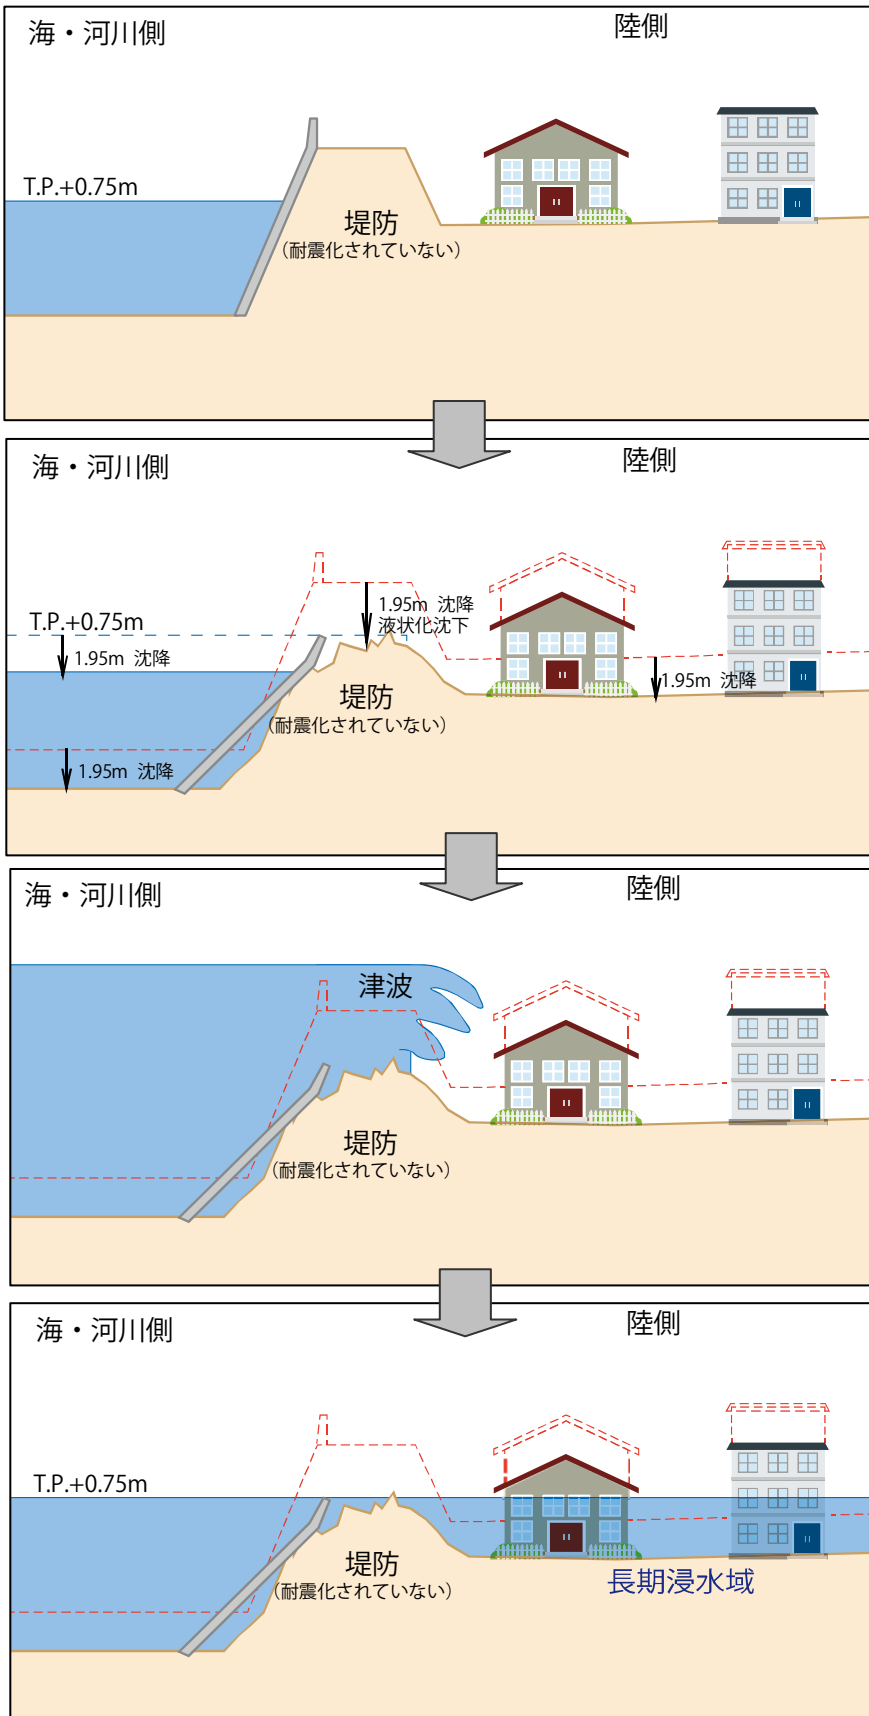 海・河川側
陸側
T.P.+0.75m
堤防
(耐震化されていない)
海・河川側
陸側
1.95m 沈降
液状化沈下
T.P.+0.75m
1.95m 沈降
1.95m 沈降
堤防
(耐震化されていない)
1.95m 沈降
海・河川側
陸側
津波
堤防
(耐震化されていない)
海・河川側
陸側
T.P.+0.75m
堤防
(耐震化されていない)
長期浸水域